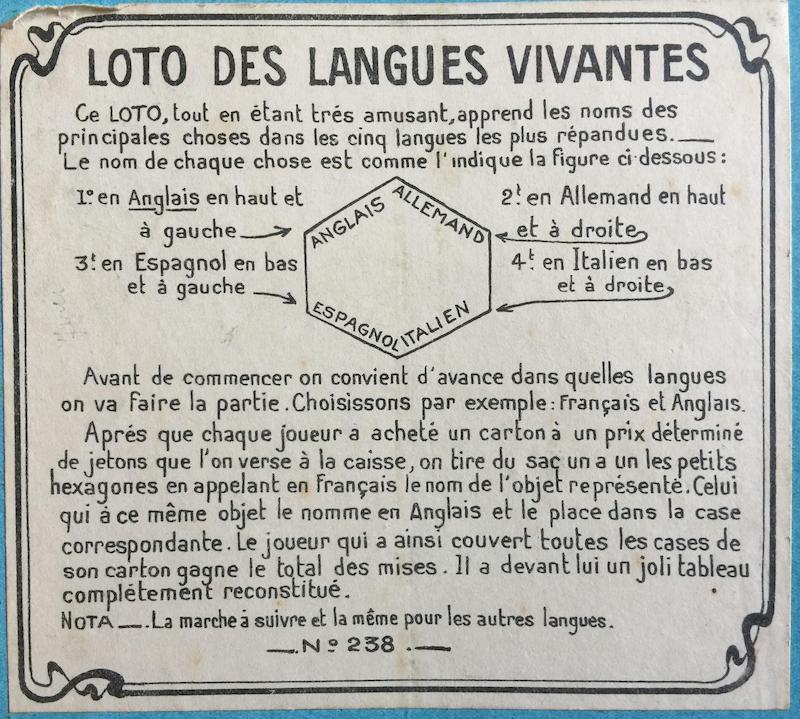 LOTO DES LANGUES VIVANTES
Ce LOTO, tout en étant trés amusant, apprend les noms des
principales choses dans les cinq langues les plus répandues.
Le nom de chaque chose est comme l'indique la figure ci-dessous:
1º en Anglais en haut et
à gauche
2t en Allemand en haut
et à droite
3t en Espagnol en bas
et à gauche
4t en Italien en bas
et à droite
ANGLAIS ALLEMAND
ESPAGNOL ITALIEN
Avant de commencer on convient d'avance dans quelles langues
on va Faire la partie. Choisissons par exemple: Français et Anglais.
Aprés que chaque joueur a acheté un carton à un prix déterminé
de jetons que l'on verse à la caisse, on tire du sac un a un les petits
hexagones en appelant en Français le nom de l'objet représenté. Celui
qui à ce même objet le nomme en Anglais et le place dans la case
correspondante. Le joueur qui a ainsi couvert toutes les cases de
son carton gagne le total des mises. Il a devant lui un joli tableau
complétement reconstitué.
NOTA —. La marche à suivre et la même pour les autres langues.
—. Nº 238 . —